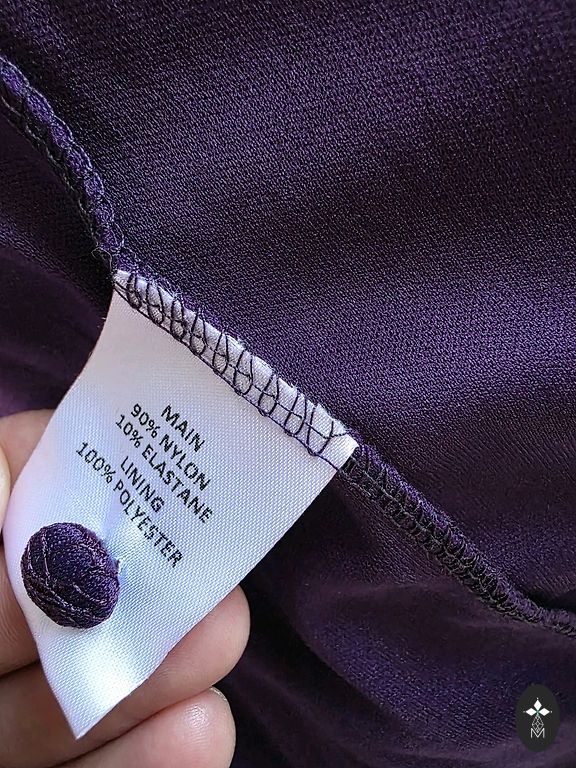 MAIN
90% NYLON
10% ELASTANE
LINING
100% POLYESTER
M